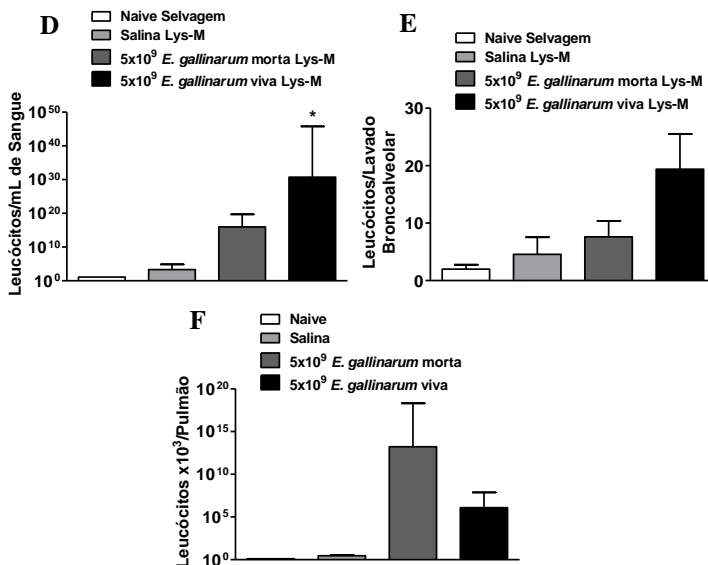 D
Naive Selvagem
Salina Lys-M
5x10⁹ E. gallinarum morta Lys-M
5x10⁹ E. gallinarum viva Lys-M
Leucócitos/mL de Sangue
10⁵⁰
10⁴⁰
10³⁰
10²⁰
10¹⁰
10⁰
*
E
Naive Selvagem
Salina Lys-M
5x10⁹ E. gallinarum morta Lys-M
5x10⁹ E. gallinarum viva Lys-M
Leucócitos/Lavado
Broncoalveolar
30
20
10
0
F
Naive
Salina
5x10⁹ E. gallinarum morta
5x10⁹ E. gallinarum viva
Leucócitos x10³/Pulmão
10²⁰
10¹⁵
10¹⁰
10⁵
10⁰